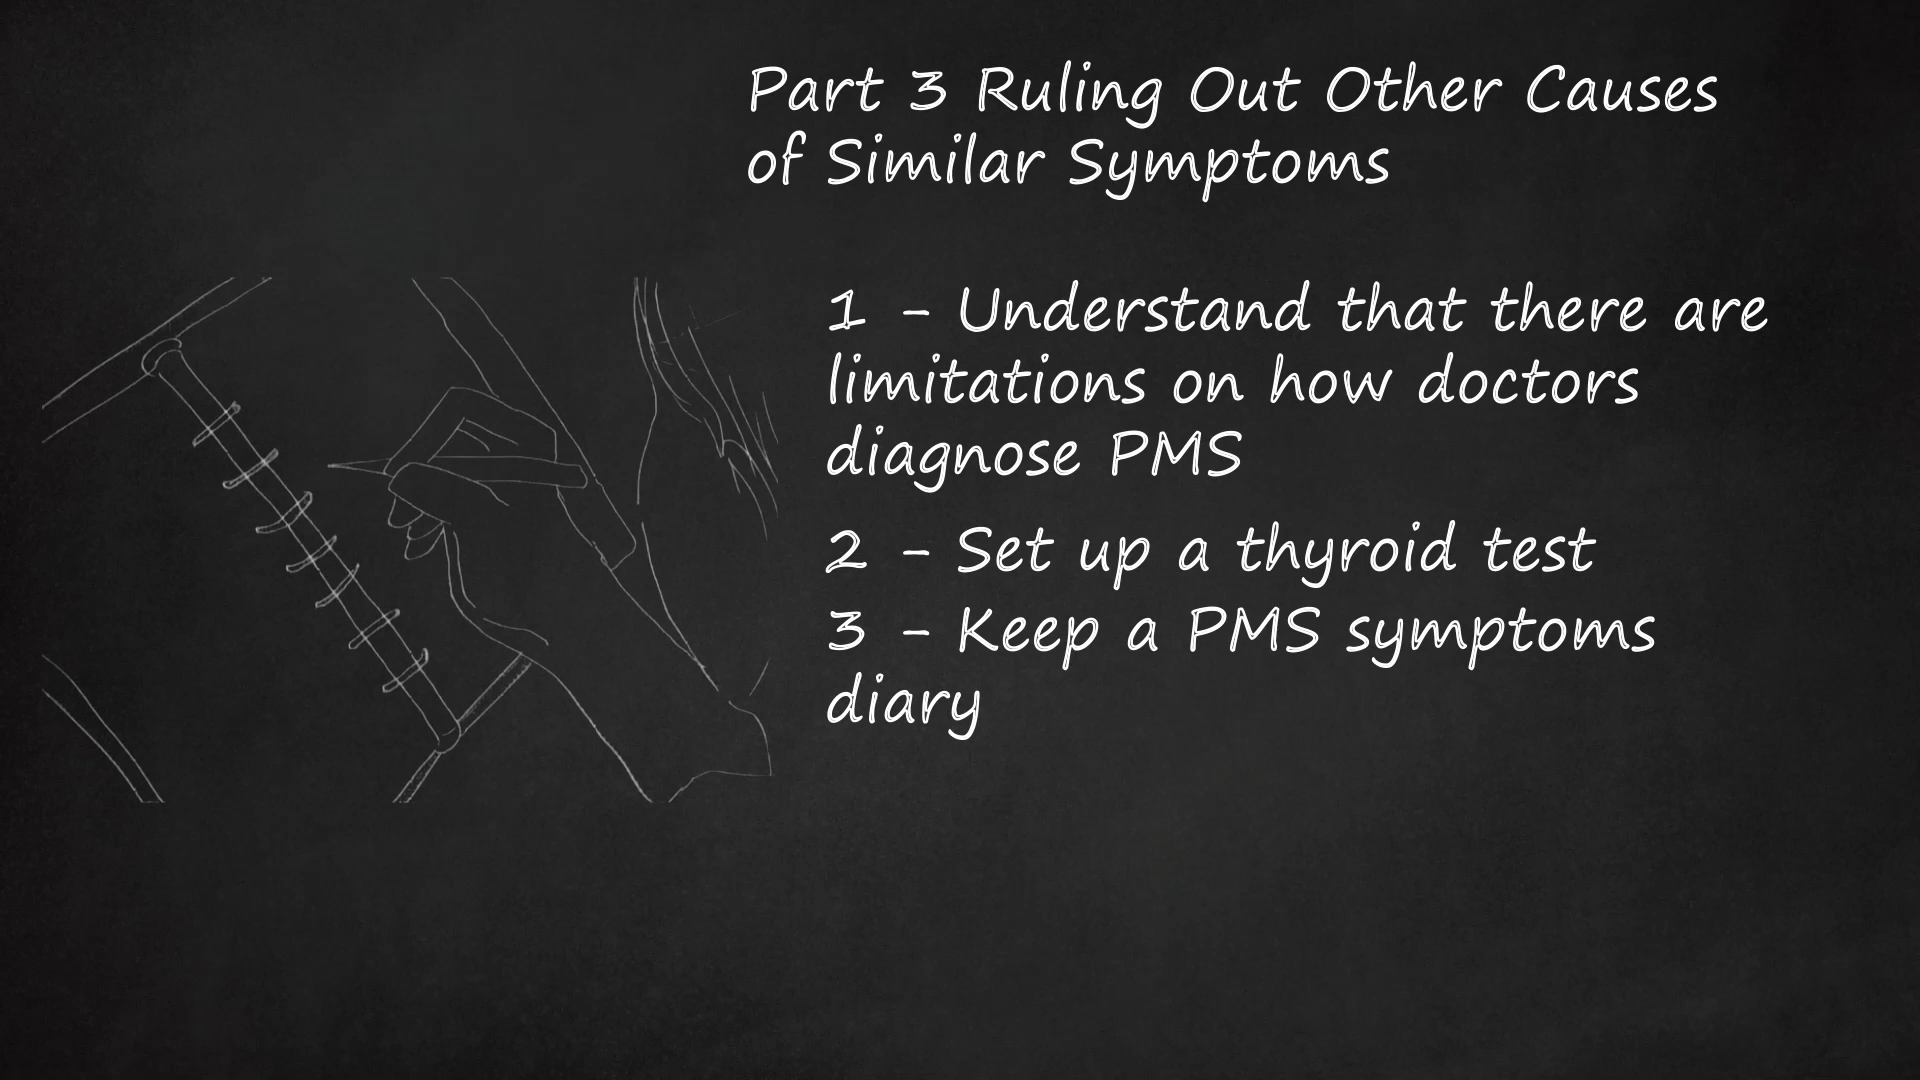 Part 3 Ruling Out Other Causes
of Similar Symptoms
1 - Understand that there are
limitations on how doctors
diagnose PMS
2 - Set up a thyroid test
3 - Keep a PMS symptoms
diary